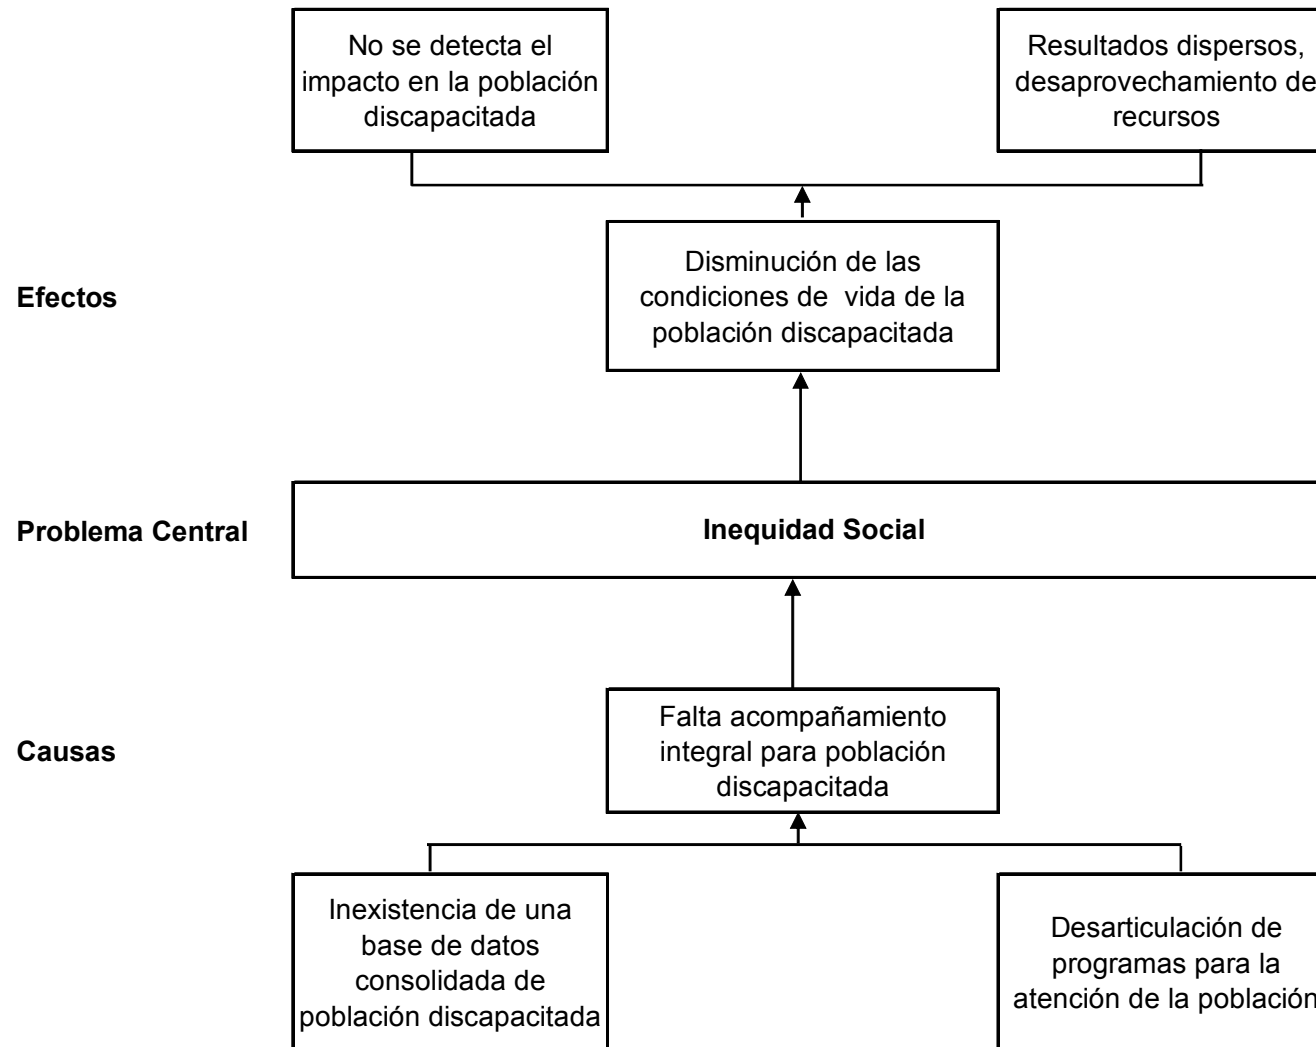 No se detecta el
impacto en la población
discapacitada
Resultados dispersos,
desaprovechamiento de
recursos
Efectos
Disminución de las
condiciones de  vida de la
población discapacitada
Problema Central
Inequidad Social
Causas
Falta acompañamiento
integral para población
discapacitada
Inexistencia de una
base de datos
consolidada de
población discapacitada
Desarticulación de
programas para la
atención de la población